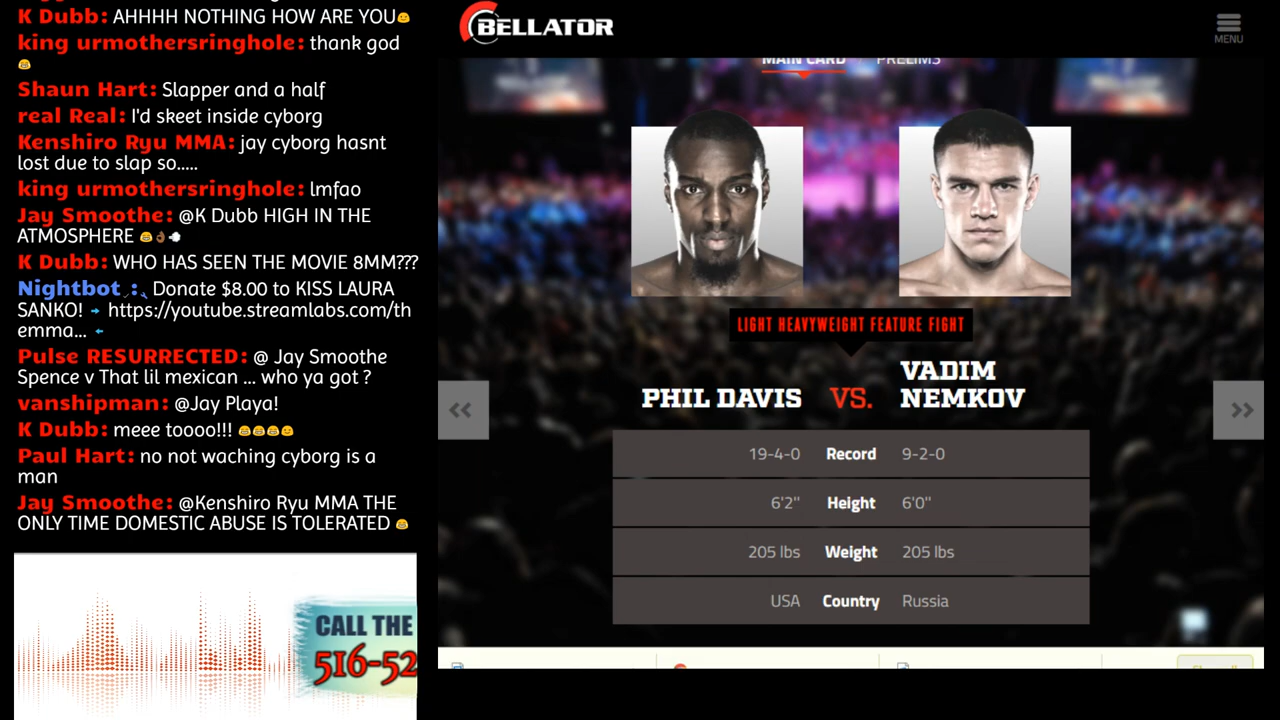 K Dubb: AHHHH NOTHING HOW ARE YOU
king urmothersringhole: thank god
Shaun Hart: Slapper and a half
real Real: I'd skeet inside cyborg
Kenshiro Ryu MMA: jay cyborg hasnt
lost due to slap so.....
king urmothersringhole: lmfao
Jay Smoothe: @K Dubb HIGH IN THE
ATMOSPHERE 😂👌🏾💨
K Dubb: WHO HAS SEEN THE MOVIE 8MM???
Nightbot : Donate $8.00 to KISS LAURA
SANKO! ➡ https://youtube.streamlabs.com/th
emma... ⬅
Pulse RESURRECTED: @ Jay Smoothe
Spence v That lil mexican ... who ya got ?
vanshipman: @Jay Playa!
K Dubb: meee toooo!!!
Paul Hart: no not waching cyborg is a
man
Jay Smoothe: @Kenshiro Ryu MMA THE
ONLY TIME DOMESTIC ABUSE IS TOLERATED 😂
CALL THE
516-52
BELLATOR
MENU
MAIN CARD / PRELIMS
BELLATOR
LIGHT HEAVYWEIGHT FEATURE FIGHT
PHIL DAVIS VS. VADIM
NEMKOV
19-4-0 Record 9-2-0
6'2" Height 6'0"
205 lbs Weight 205 lbs
USA Country Russia